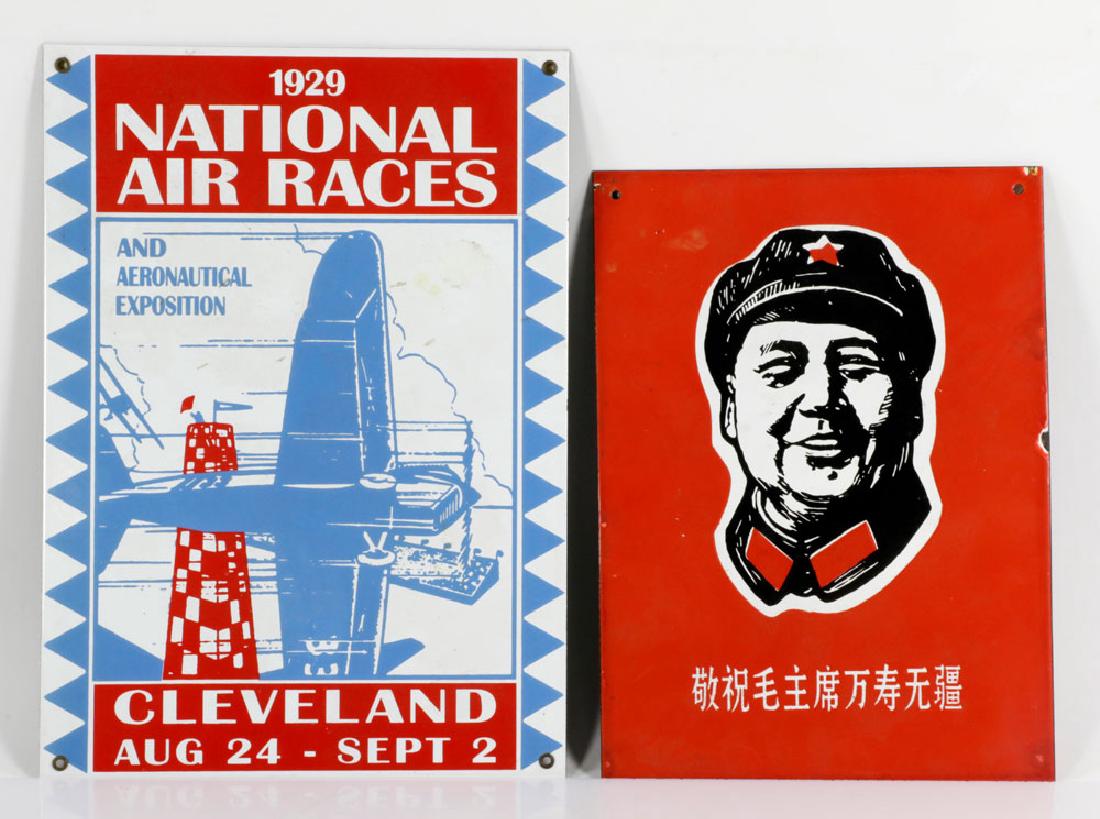 1929
NATIONAL
AIR RACES
AND
AERONAUTICAL
EXPOSITION
CLEVELAND
AUG 24 - SEPT 2
敬祝毛主席万寿无疆